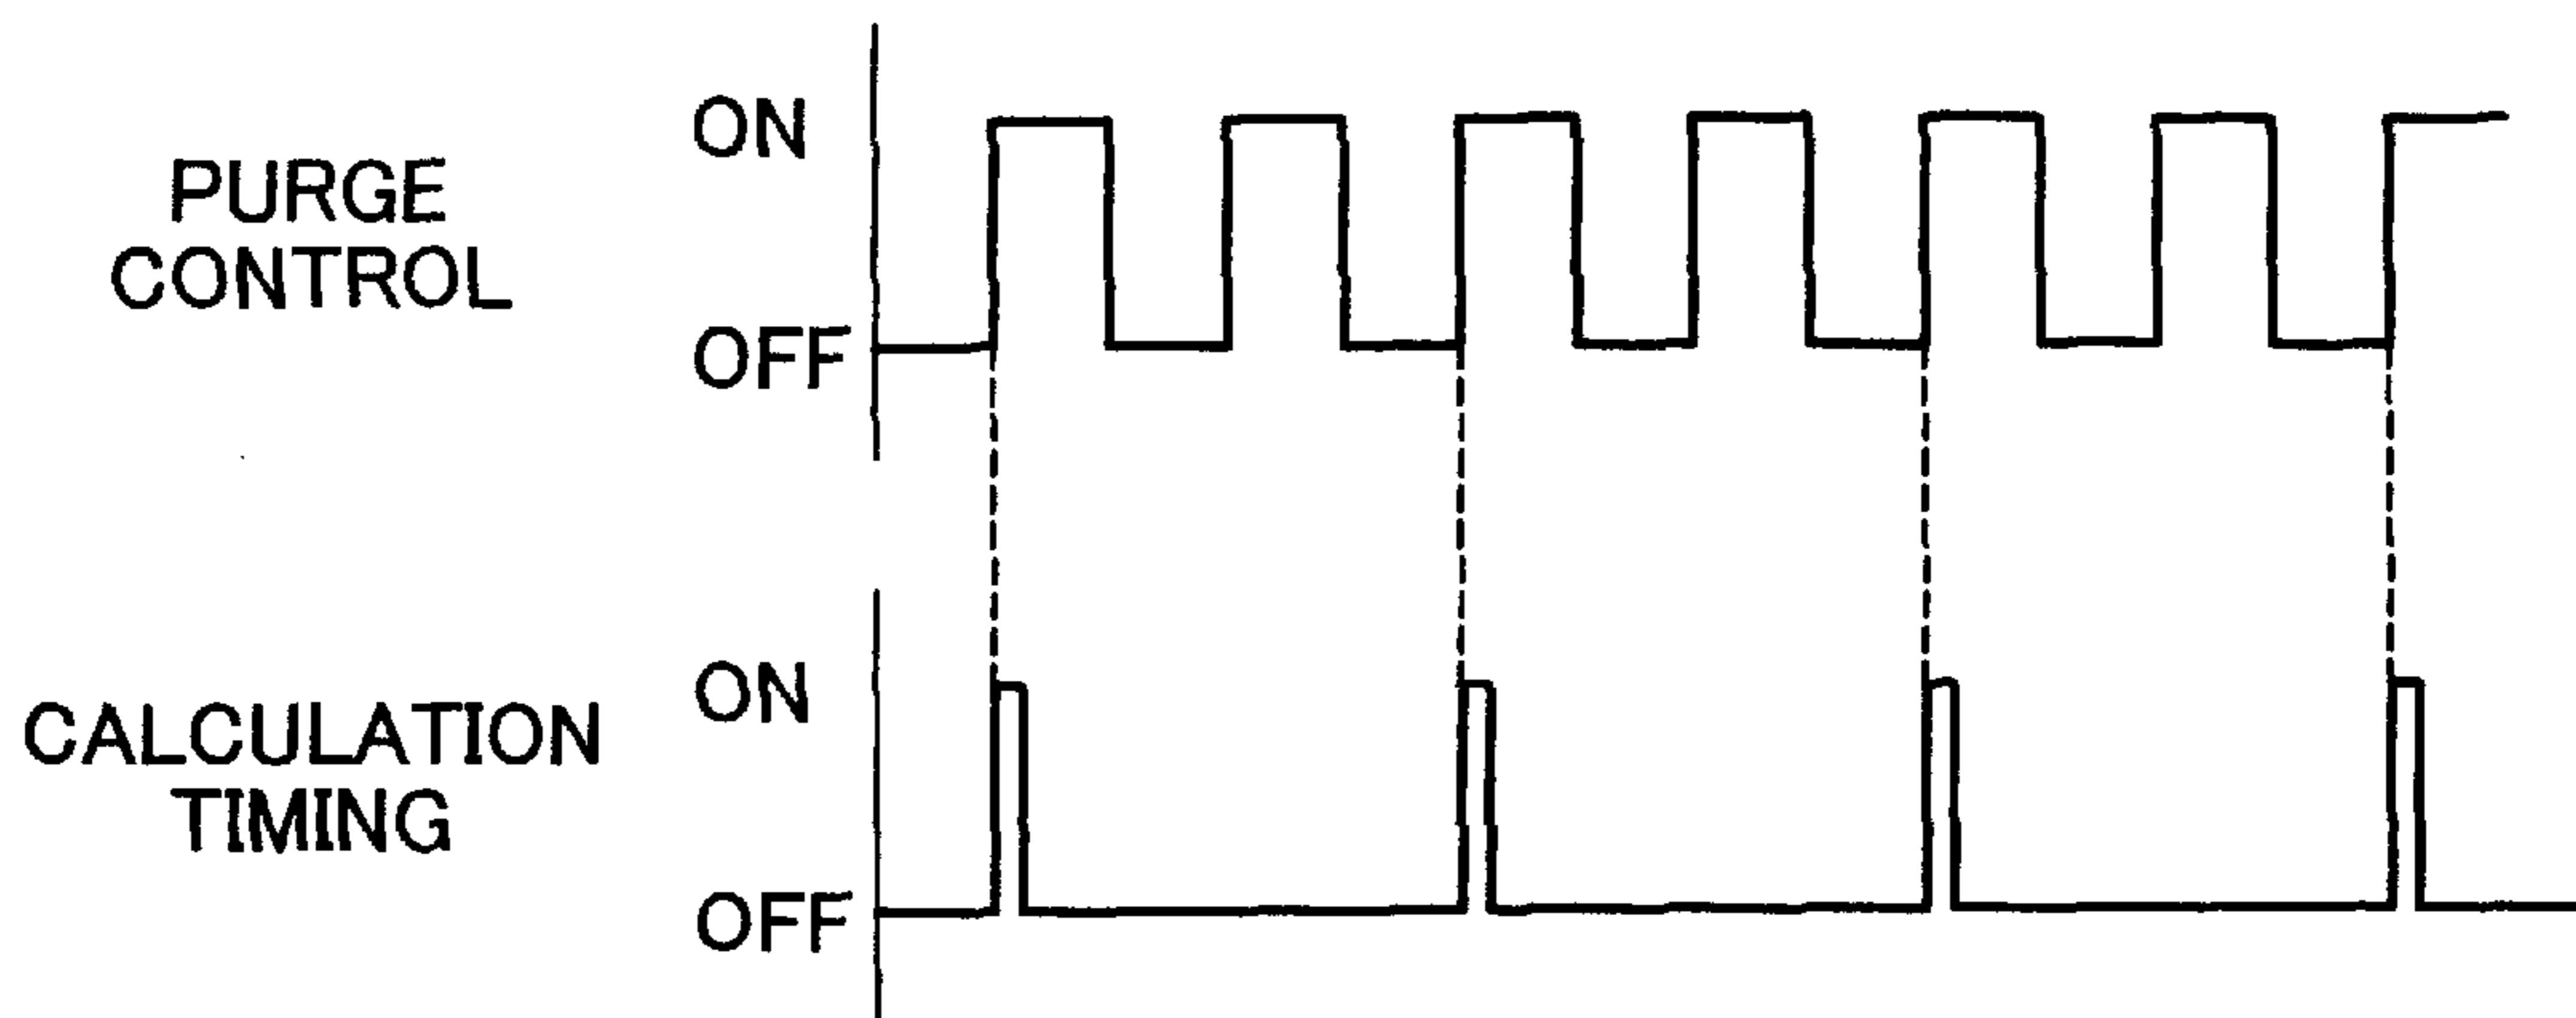 PURGE
CONTROL
ON
OFF
CALCULATION
TIMING
ON
OFF